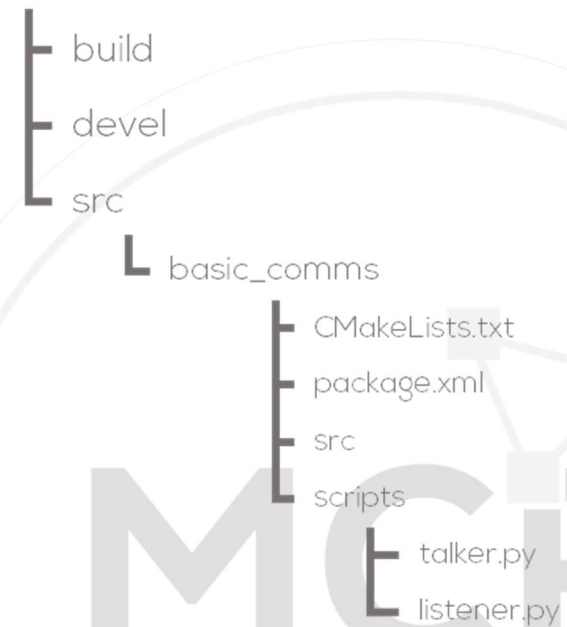 build
devel
src
basic_comms
CMakeLists.txt
package.xml
src
scripts
talker.py
listener.py